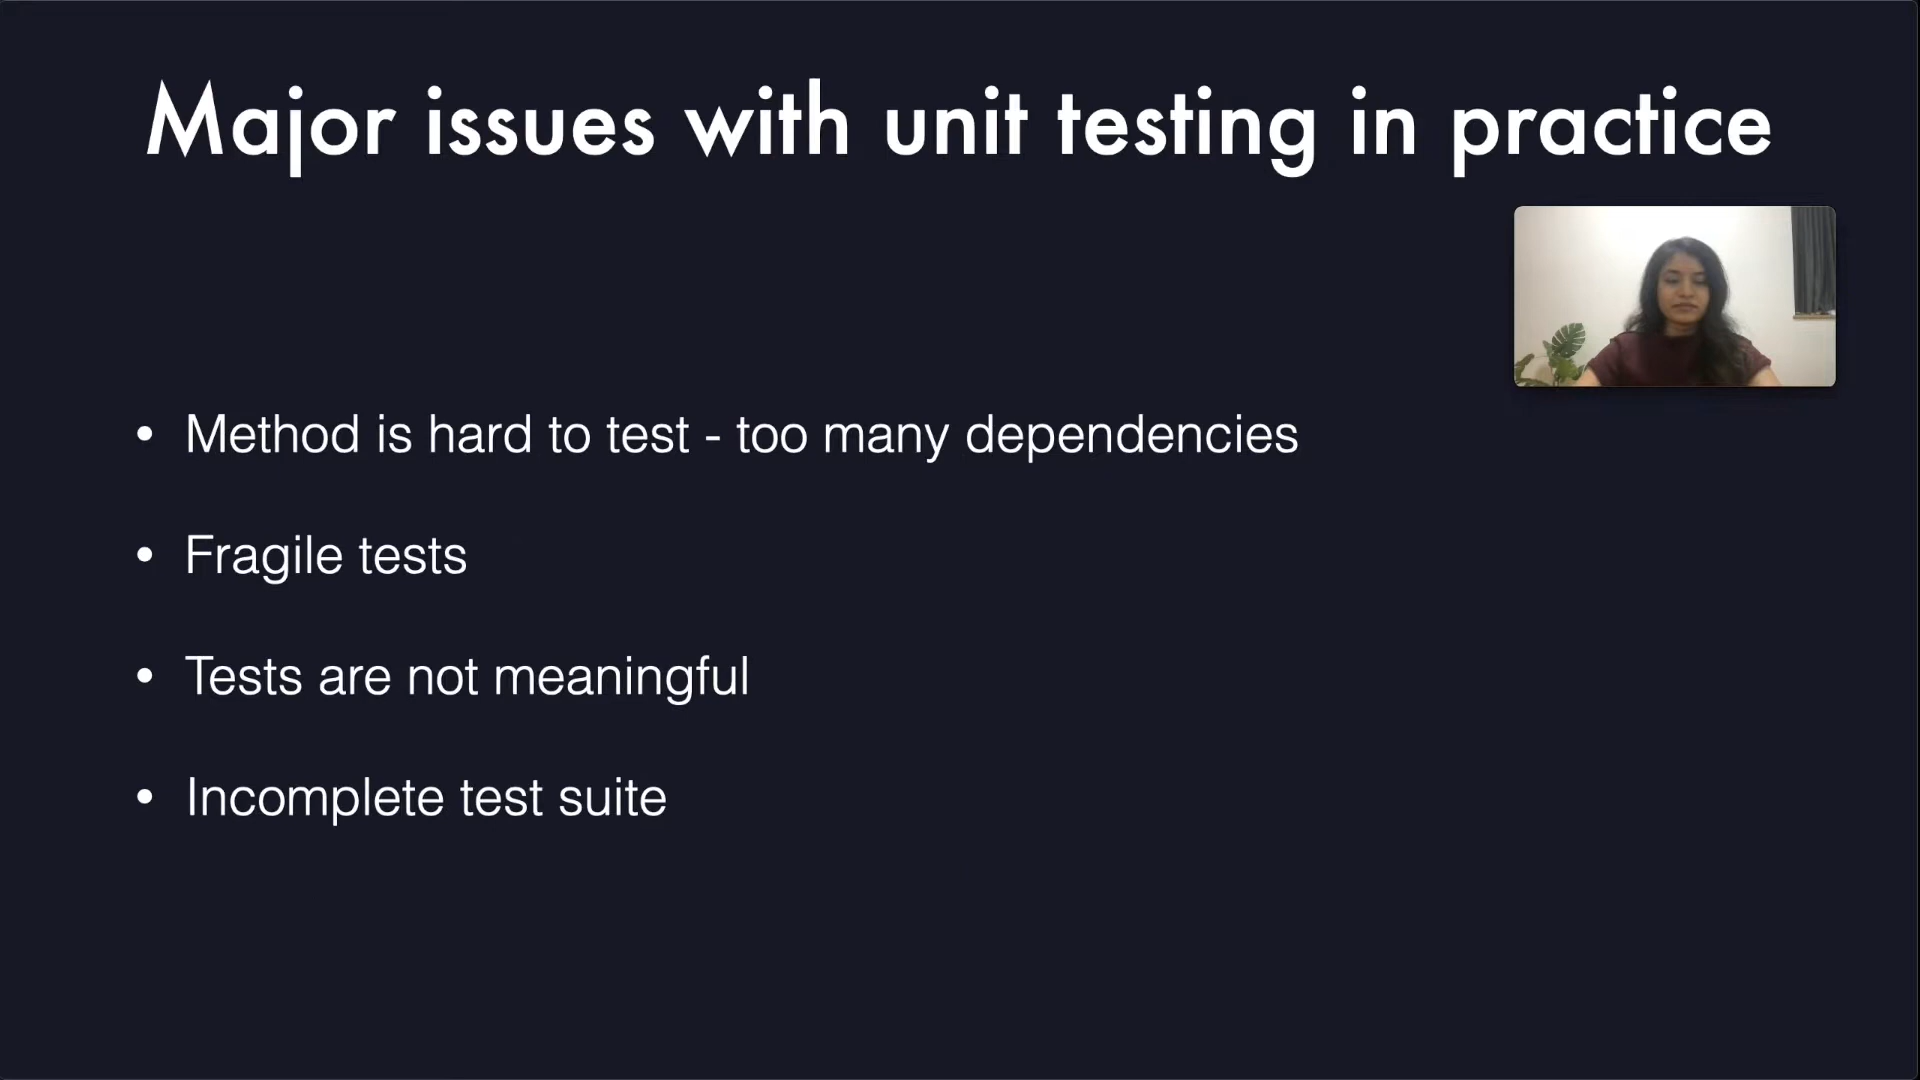 Major issues with unit testing in practice
• Method is hard to test - too many dependencies
• Fragile tests
• Tests are not meaningful
• Incomplete test suite